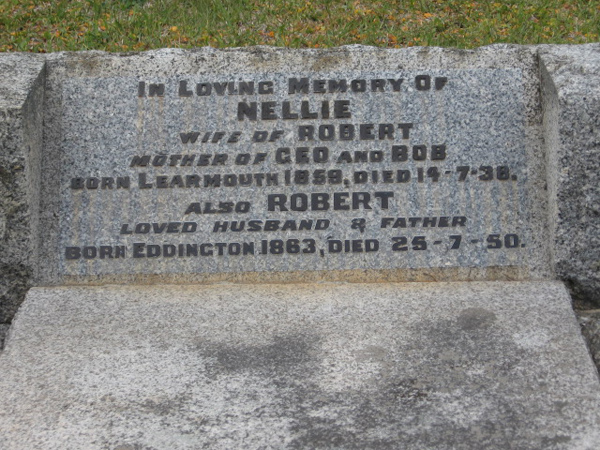 IN LOVING MEMORY OF
NELLIE
WIFE OF ROBERT
MOTHER OF GEO AND BOB
BORN LEARMOUTH 1859, DIED 14-7-38.
ALSO ROBERT
LOVED HUSBAND & FATHER
BORN EDDINGTON 1863, DIED 25-7-50.